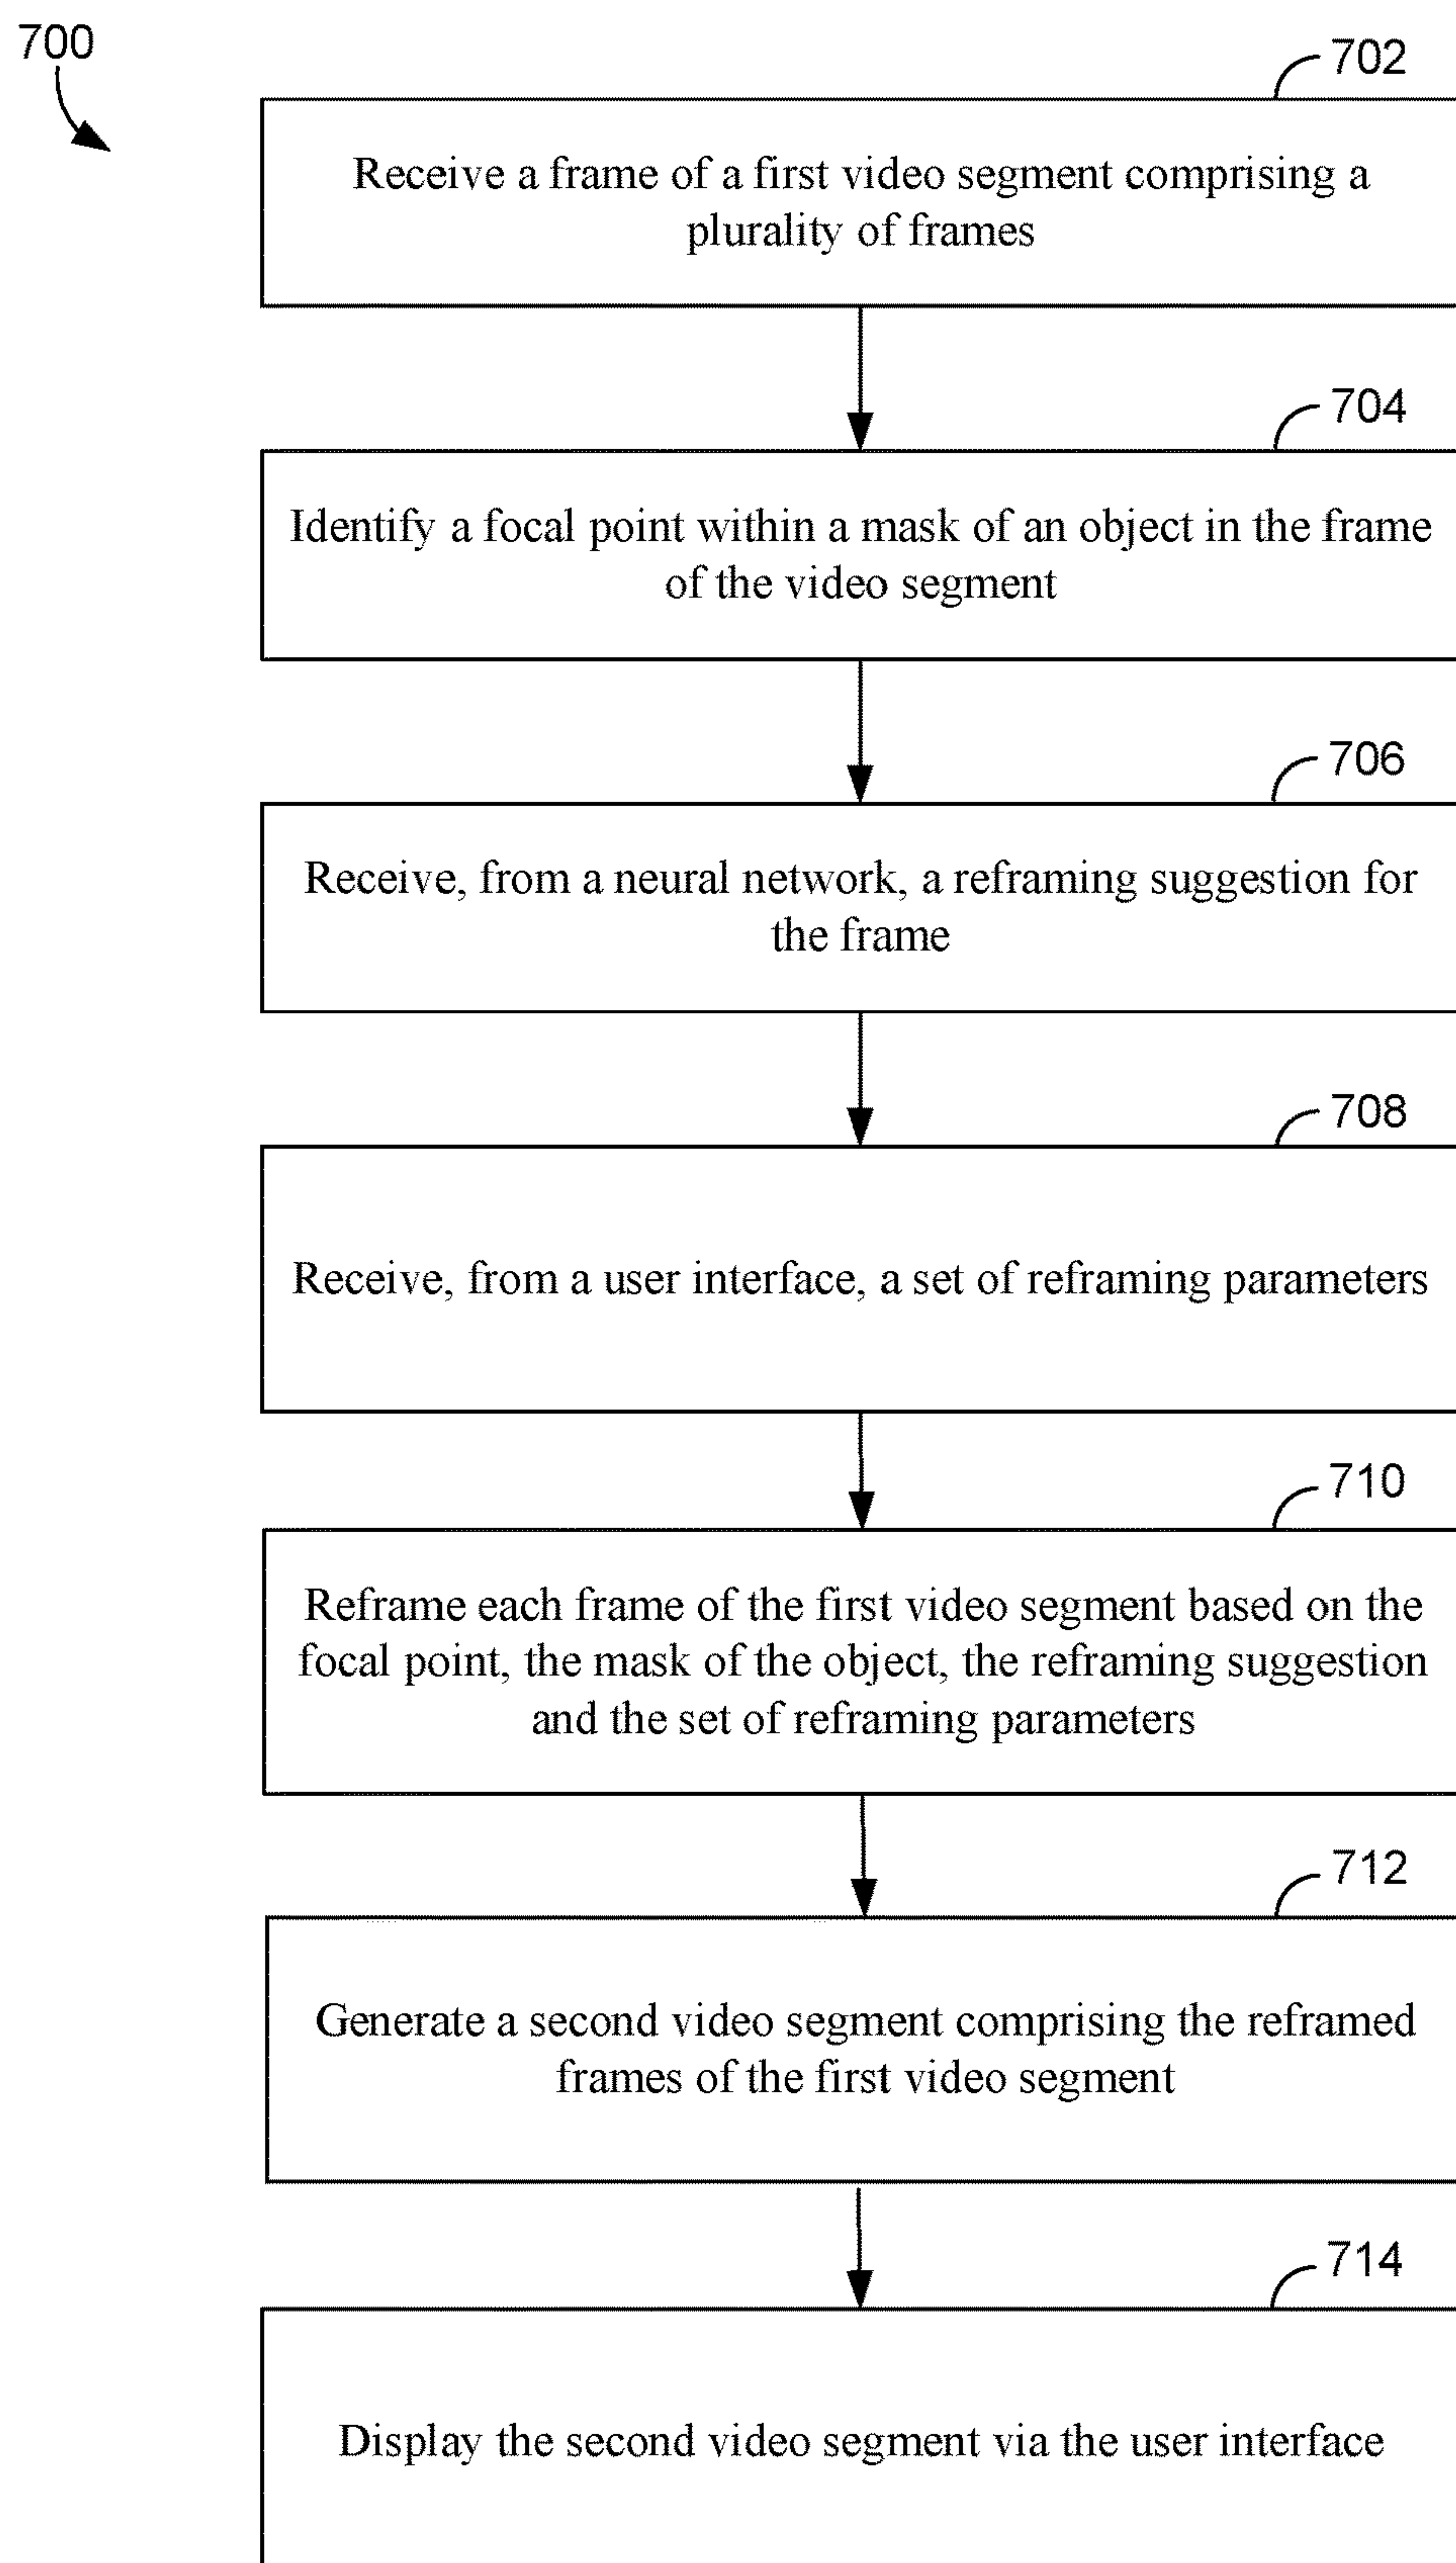 700
702
Receive a frame of a first video segment comprising a
plurality of frames
704
Identify a focal point within a mask of an object in the frame
of the video segment
706
Receive, from a neural network, a reframing suggestion for
the frame
708
Receive, from a user interface, a set of reframing parameters
710
Reframe each frame of the first video segment based on the
focal point, the mask of the object, the reframing suggestion
and the set of reframing parameters
712
Generate a second video segment comprising the reframed
frames of the first video segment
714
Display the second video segment via the user interface